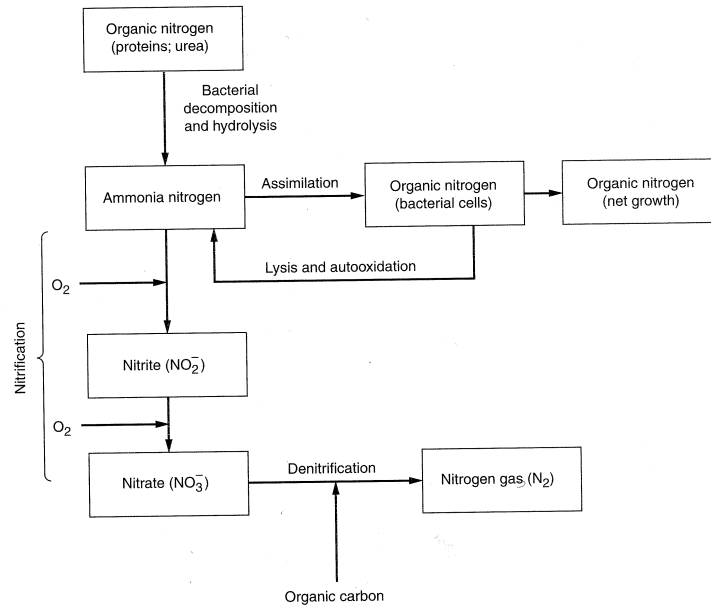 Organic nitrogen
(proteins; urea)
Bacterial
decomposition
and hydrolysis
Ammonia nitrogen
Assimilation
Organic nitrogen
(bacterial cells)
Organic nitrogen
(net growth)
Lysis and autooxidation
O₂
Nitrification
Nitrite (NO₂⁻)
O₂
Nitrate (NO₃⁻)
Denitrification
Nitrogen gas (N₂)
Organic carbon